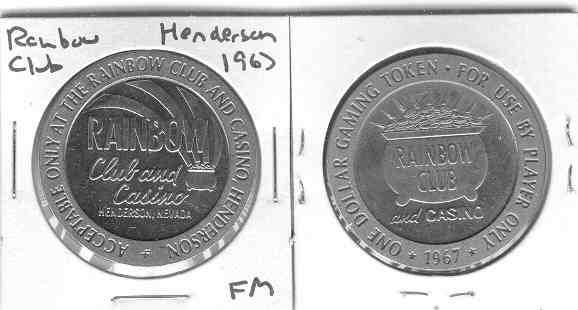 Rainbow Henderson
Club 1967
ACCEPTABLE ONLY AT THE RAINBOW CLUB AND CASINO HENDERSON.
RAINBOW
Club and
Casino
HENDERSON, NEVADA
FM
ONE DOLLAR GAMING TOKEN • FOR USE BY PLAYER ONLY
RAINBOW
CLUB
and CASINO
* 1967 *